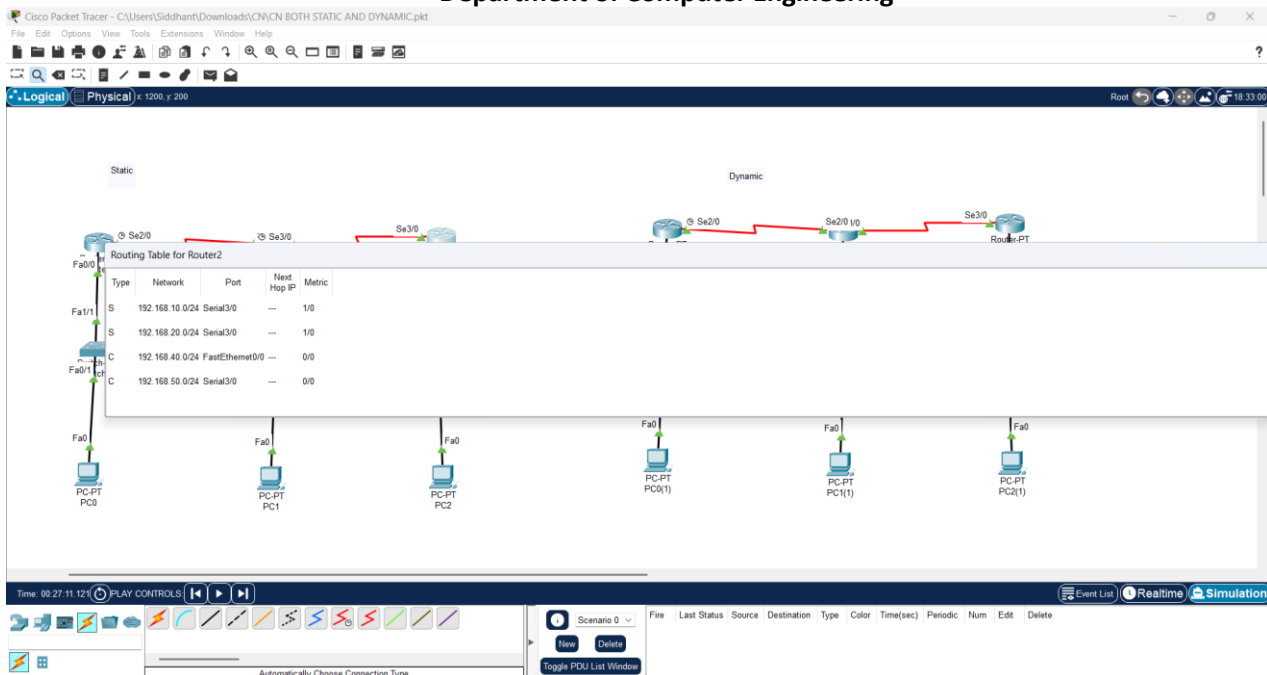 Department of Computer Engineering
Cisco Packet Tracer - C:\Users\Siddhant\Downloads\CN\CN BOTH STATIC AND DYNAMIC.pkt
File Edit Options View Tools Extensions Window Help
?
Logical Physical x: 1200, y: 200 Root 18:33:00
Static
Dynamic
Se2/0 Se3/0 Se3/0 Se2/0 Se2/0 Se3/0
Router-PT
Fa0/0
Routing Table for Router2
Type Network Port Next Hop IP Metric
S 192.168.10.0/24 Serial3/0 --- 1/0
Fa1/1
S 192.168.20.0/24 Serial3/0 --- 1/0
C 192.168.40.0/24 FastEthernet0/0 --- 0/0
Fa0/1
C 192.168.50.0/24 Serial3/0 --- 0/0
Fa0 Fa0 Fa0 Fa0 Fa0 Fa0
PC-PT PC-PT PC-PT PC-PT PC-PT PC-PT
PC0 PC1 PC2 PC0(1) PC1(1) PC2(1)
Time: 00:27:11.121 PLAY CONTROLS: Event List Realtime Simulation
Scenario 0 Fire Last Status Source Destination Type Color Time(sec) Periodic Num Edit Delete
New Delete
Toggle PDU List Window
Automatically Choose Connection Type